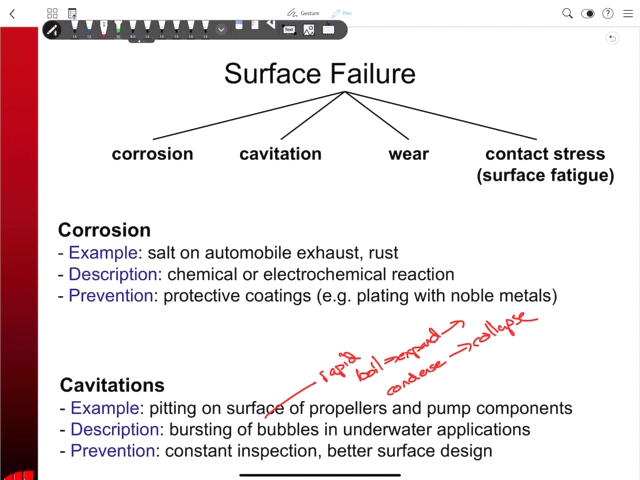 Gesture
Pen
Text
Surface Failure
corrosion
cavitation
wear
contact stress
(surface fatigue)
Corrosion
- Example: salt on automobile exhaust, rust
- Description: chemical or electrochemical reaction
- Prevention: protective coatings (e.g. plating with noble metals)
rapid
boil → expand →
condense → collapse
Cavitations
- Example: pitting on surface of propellers and pump components
- Description: bursting of bubbles in underwater applications
- Prevention: constant inspection, better surface design